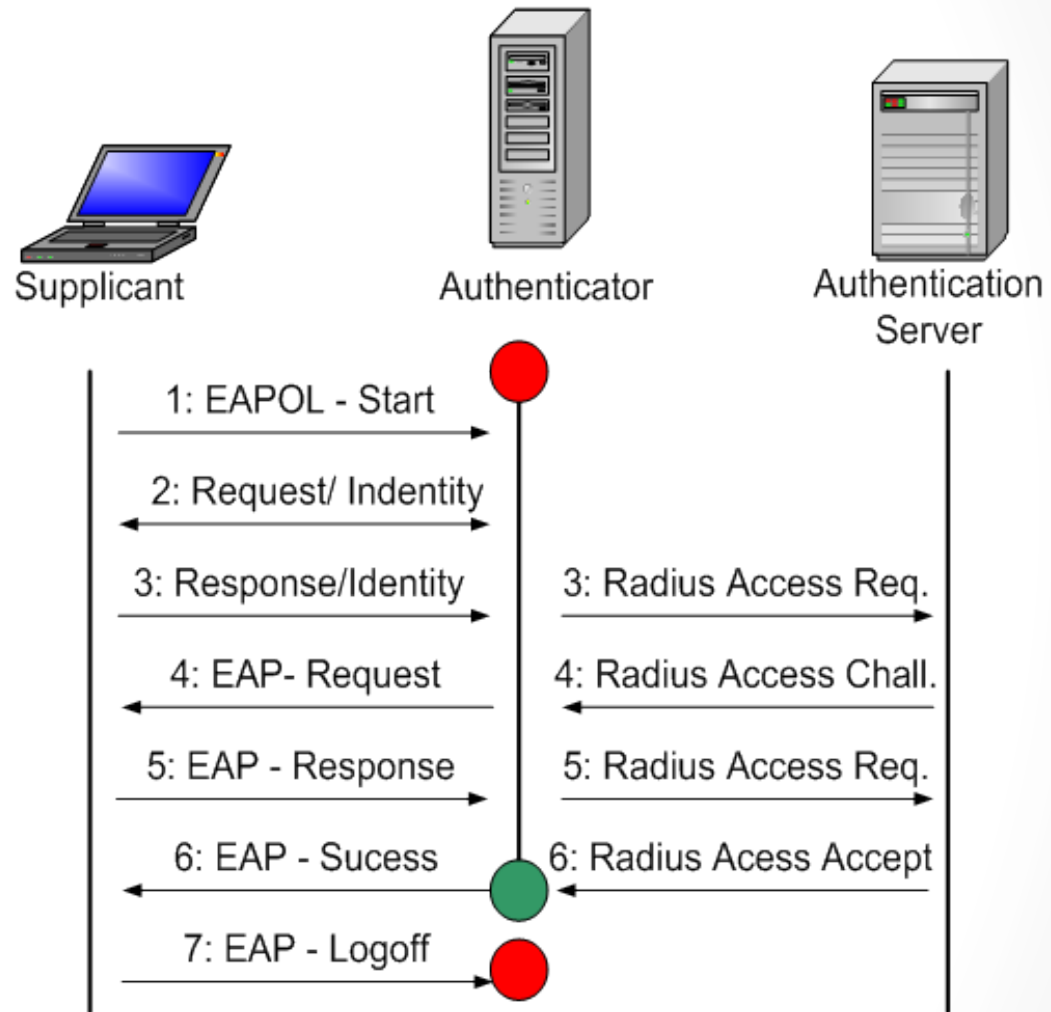 Supplicant
Authenticator
Authentication
Server
1: EAPOL - Start
2: Request/ Indentity
3: Response/Identity
3: Radius Access Req.
4: EAP- Request
4: Radius Access Chall.
5: EAP - Response
5: Radius Access Req.
6: EAP - Sucess
6: Radius Acess Accept
7: EAP - Logoff